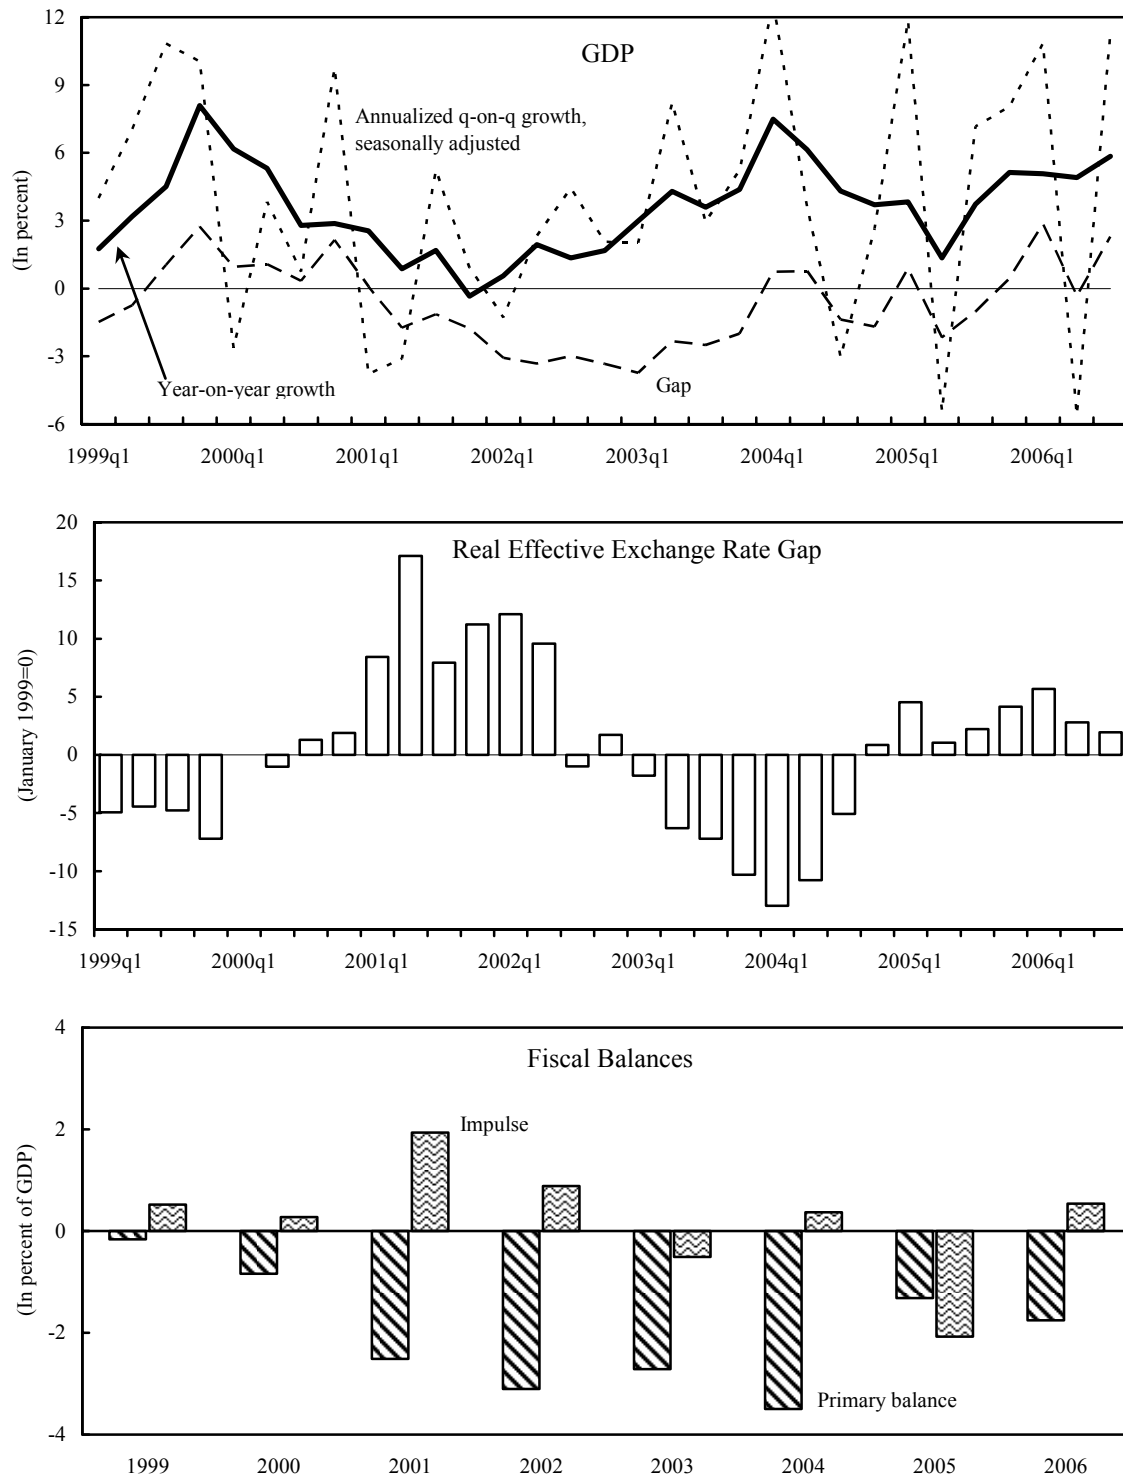 12
GDP
9
Annualized q-on-q growth,
seasonally adjusted
6
(In percent)
3
0
-3
Year-on-year growth
Gap
-6
1999q1 2000q1 2001q1 2002q1 2003q1 2004q1 2005q1 2006q1
20
Real Effective Exchange Rate Gap
15
10
5
(January 1999=0)
0
-5
-10
-15
1999q1 2000q1 2001q1 2002q1 2003q1 2004q1 2005q1 2006q1
4
Fiscal Balances
2
Impulse
(In percent of GDP)
0
-2
Primary balance
-4
1999 2000 2001 2002 2003 2004 2005 2006